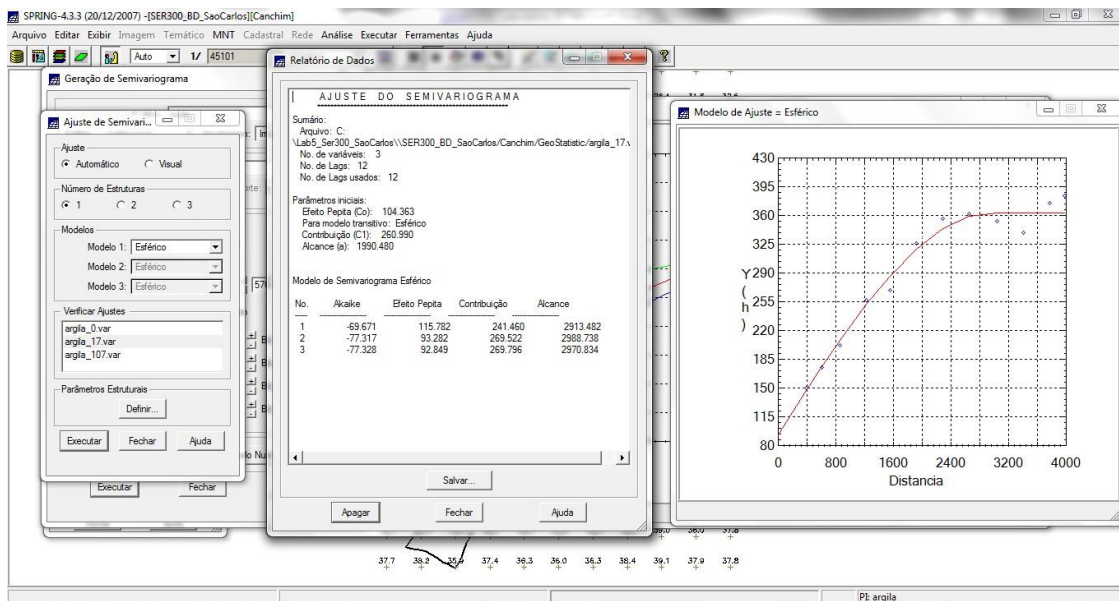 SPRING-4.3.3 (20/12/2007) -[SER300_BD_SaoCarlos][Canchim]
Arquivo Editar Exibir Imagem Temático MNT Cadastral Rede Análise Executar Ferramentas Ajuda
Auto 1/ 45101
Geração de Semivariograma
Ajuste de Semivari...
Ajuste
Automático Visual
Número de Estruturas
1 2 3
Modelos
Modelo 1: Esférico
Modelo 2: Esférico
Modelo 3: Esférico
Verificar Ajustes
argila_0.var
argila_17.var
argila_107.var
Parâmetros Estruturais
Definir...
Executar Fechar Ajuda
Executar Fechar
Relatório de Dados
AJUSTE DO SEMIVARIOGRAMA
Sumário:
Arquivo: C:
\Lab5_Ser300_SaoCarlos\\SER300_BD_SaoCarlos/Canchim/GeoStatistic/argila_17.v
No. de variáveis: 3
No. de Lags: 12
No. de Lags usados: 12
Parâmetros iniciais:
Efeito Pepita (Co): 104.363
Para modelo transitivo: Esférico
Contribuição (C1): 260.990
Alcance (a): 1990.480
Modelo de Semivariograma Esférico
No. Akaike Efeito Pepita Contribuição Alcance
1 -69.671 115.782 241.460 2913.482
2 -77.317 93.282 269.522 2988.738
3 -77.328 92.849 269.796 2970.834
Salvar...
Apagar Fechar Ajuda
Modelo de Ajuste = Esférico
430
395
360
325
290
255
220
185
150
115
80
Y(h)
0 800 1600 2400 3200 4000
Distancia
37.7 38.2 35.9 37.4 36.3 36.0 36.3 38.4 39.1 37.9 37.8
PI: argila